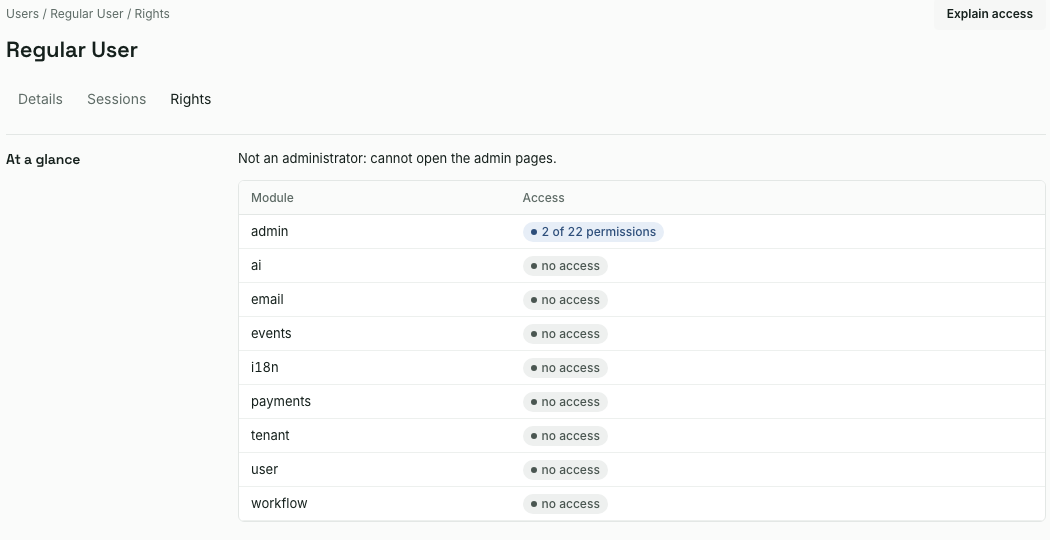 Users / Regular User / Rights
Explain access
Regular User
Details Sessions Rights
At a glance
Not an administrator: cannot open the admin pages.
Module Access
admin 2 of 22 permissions
ai no access
email no access
events no access
i18n no access
payments no access
tenant no access
user no access
workflow no access